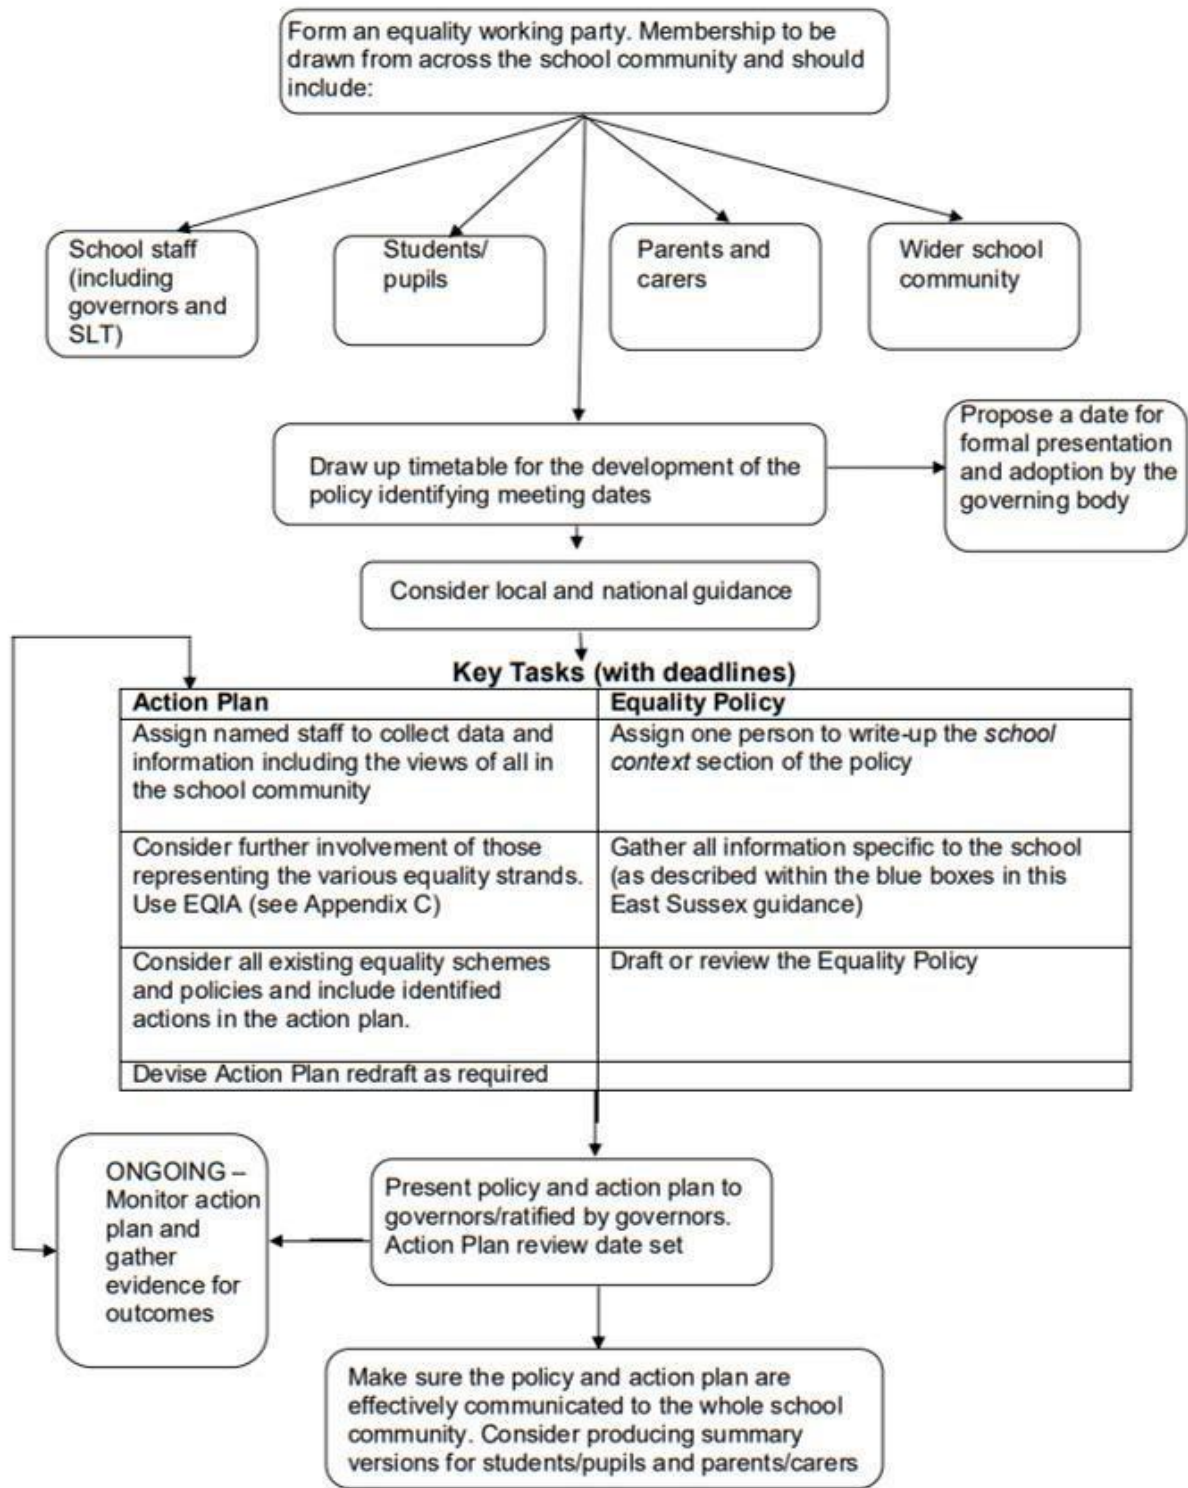 Form an equality working party. Membership to be
drawn from across the school community and should
include:
School staff
(including
governors and
SLT)
Students/
pupils
Parents and
carers
Wider school
community
Propose a date for
formal presentation
and adoption by the
governing body
Draw up timetable for the development of the
policy identifying meeting dates
Consider local and national guidance
Key Tasks (with deadlines)
Action Plan
Equality Policy
Assign named staff to collect data and
information including the views of all in
the school community
Assign one person to write-up the school
context section of the policy
Consider further involvement of those
representing the various equality strands.
Use EQIA (see Appendix C)
Gather all information specific to the school
(as described within the blue boxes in this
East Sussex guidance)
Consider all existing equality schemes
and policies and include identified
actions in the action plan.
Draft or review the Equality Policy
Devise Action Plan redraft as required
ONGOING –
Monitor action
plan and
gather
evidence for
outcomes
Present policy and action plan to
governors/ratified by governors.
Action Plan review date set
Make sure the policy and action plan are
effectively communicated to the whole school
community. Consider producing summary
versions for students/pupils and parents/carers